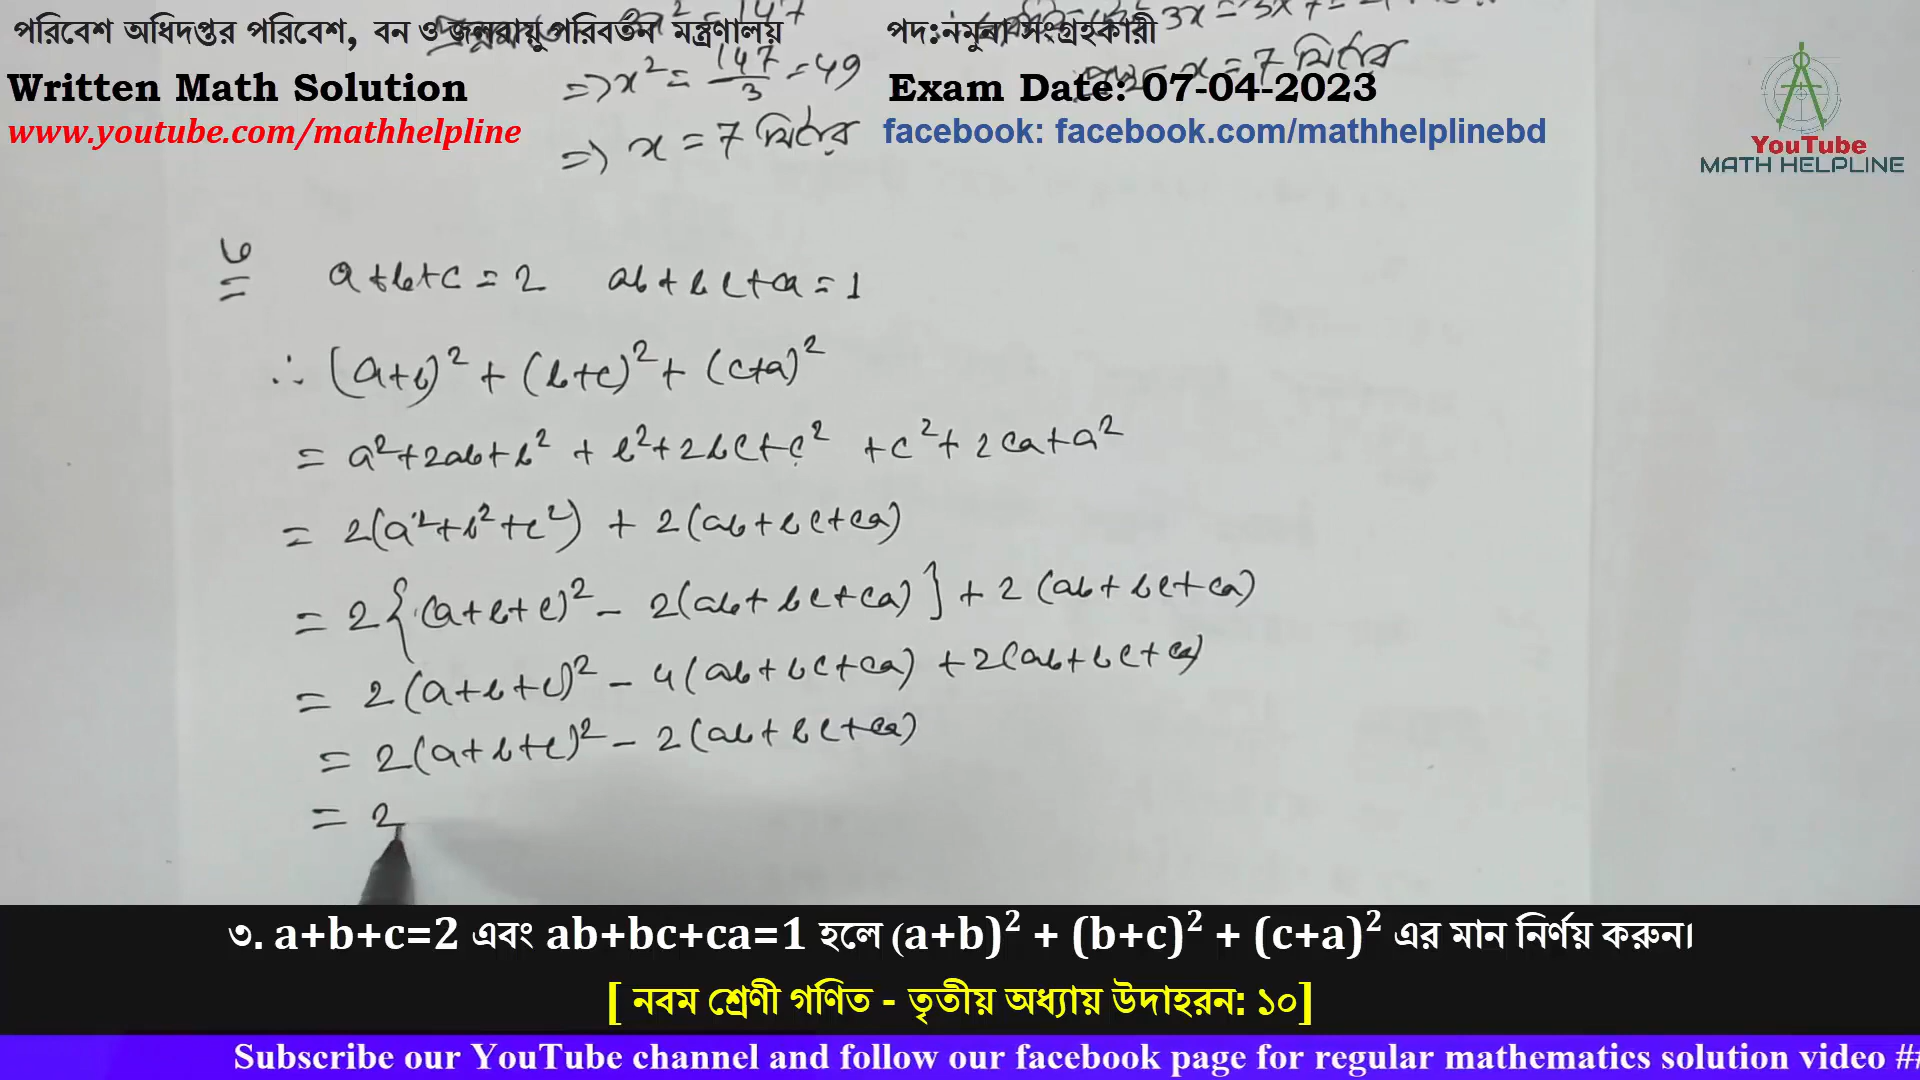 পরিবেশ অধিদপ্তর পরিবেশ, বন ও জলবায়ু পরিবর্তন মন্ত্রণালয়
পদ:নমুনা সংগ্রহকারী
Written Math Solution
Exam Date: 07-04-2023
www.youtube.com/mathhelpline
facebook: facebook.com/mathhelplinebd
YouTube
MATH HELPLINE
=> x² = 147/3 = 49
x = 7 মিটার
=> x = 7 মিটার
৩
a+b+c = 2 ab+bc+ca = 1
∴ (a+b)² + (b+c)² + (c+a)²
= a²+2ab+b² + b²+2bc+c² + c²+2ca+a²
= 2(a²+b²+c²) + 2(ab+bc+ca)
= 2{(a+b+c)² - 2(ab+bc+ca)} + 2(ab+bc+ca)
= 2(a+b+c)² - 4(ab+bc+ca) + 2(ab+bc+ca)
= 2(a+b+c)² - 2(ab+bc+ca)
= 2
৩. a+b+c=2 এবং ab+bc+ca=1 হলে (a+b)² + (b+c)² + (c+a)² এর মান নির্ণয় করুন।
[ নবম শ্রেণী গণিত - তৃতীয় অধ্যায় উদাহরন: ১০]
Subscribe our YouTube channel and follow our facebook page for regular mathematics solution video ##